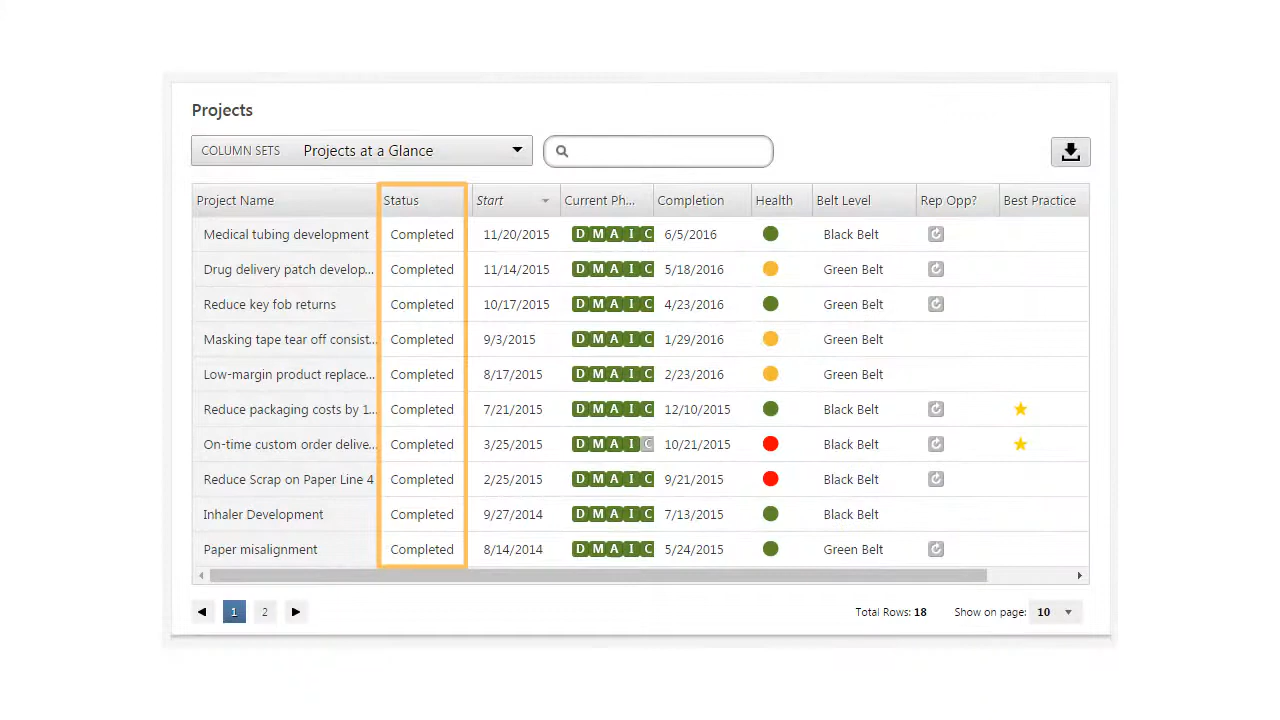 Projects
COLUMN SETS Projects at a Glance
Project Name Status Start Current Ph... Completion Health Belt Level Rep Opp? Best Practice
Medical tubing development Completed 11/20/2015 D M A I C 6/5/2016 Black Belt
Drug delivery patch develop... Completed 11/14/2015 D M A I C 5/18/2016 Green Belt
Reduce key fob returns Completed 10/17/2015 D M A I C 4/23/2016 Green Belt
Masking tape tear off consist... Completed 9/3/2015 D M A I C 1/29/2016 Green Belt
Low-margin product replace... Completed 8/17/2015 D M A I C 2/23/2016 Green Belt
Reduce packaging costs by 1... Completed 7/21/2015 D M A I C 12/10/2015 Black Belt
On-time custom order delive... Completed 3/25/2015 D M A I C 10/21/2015 Black Belt
Reduce Scrap on Paper Line 4 Completed 2/25/2015 D M A I C 9/21/2015 Black Belt
Inhaler Development Completed 9/27/2014 D M A I C 7/13/2015 Black Belt
Paper misalignment Completed 8/14/2014 D M A I C 5/24/2015 Green Belt
1 2 Total Rows: 18 Show on page: 10